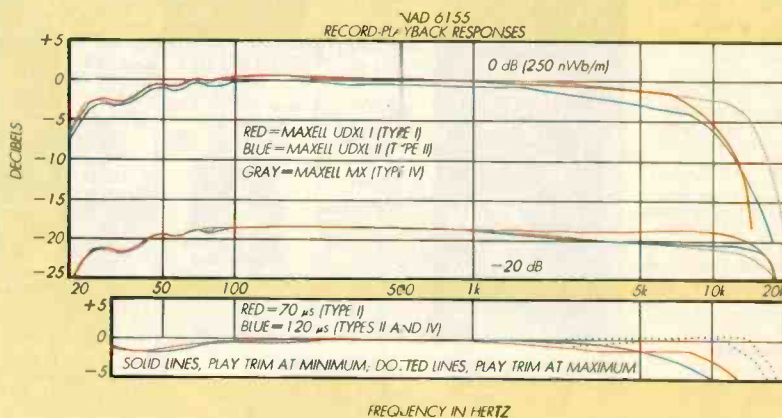 NAD 6155
RECORD-PLAYBACK RESPONSES
+5
0
−5
−10
−15
−20
−25
DECIBELS
0 dB (250 nWb/m)
RED=MAXELL UDXL I (TYPE I)
BLUE=MAXELL UDXL II (TYPE II)
GRAY=MAXELL MX (TYPE IV)
−20 dB
20 50 100 500 1k 5k 10k 20k
+5
0
−5
RED=70 µs (TYPE I)
BLUE=120 µs (TYPES II AND IV)
SOLID LINES, PLAY TRIM AT MINIMUM; DOTTED LINES, PLAY TRIM AT MAXIMUM
FREQUENCY IN HERTZ